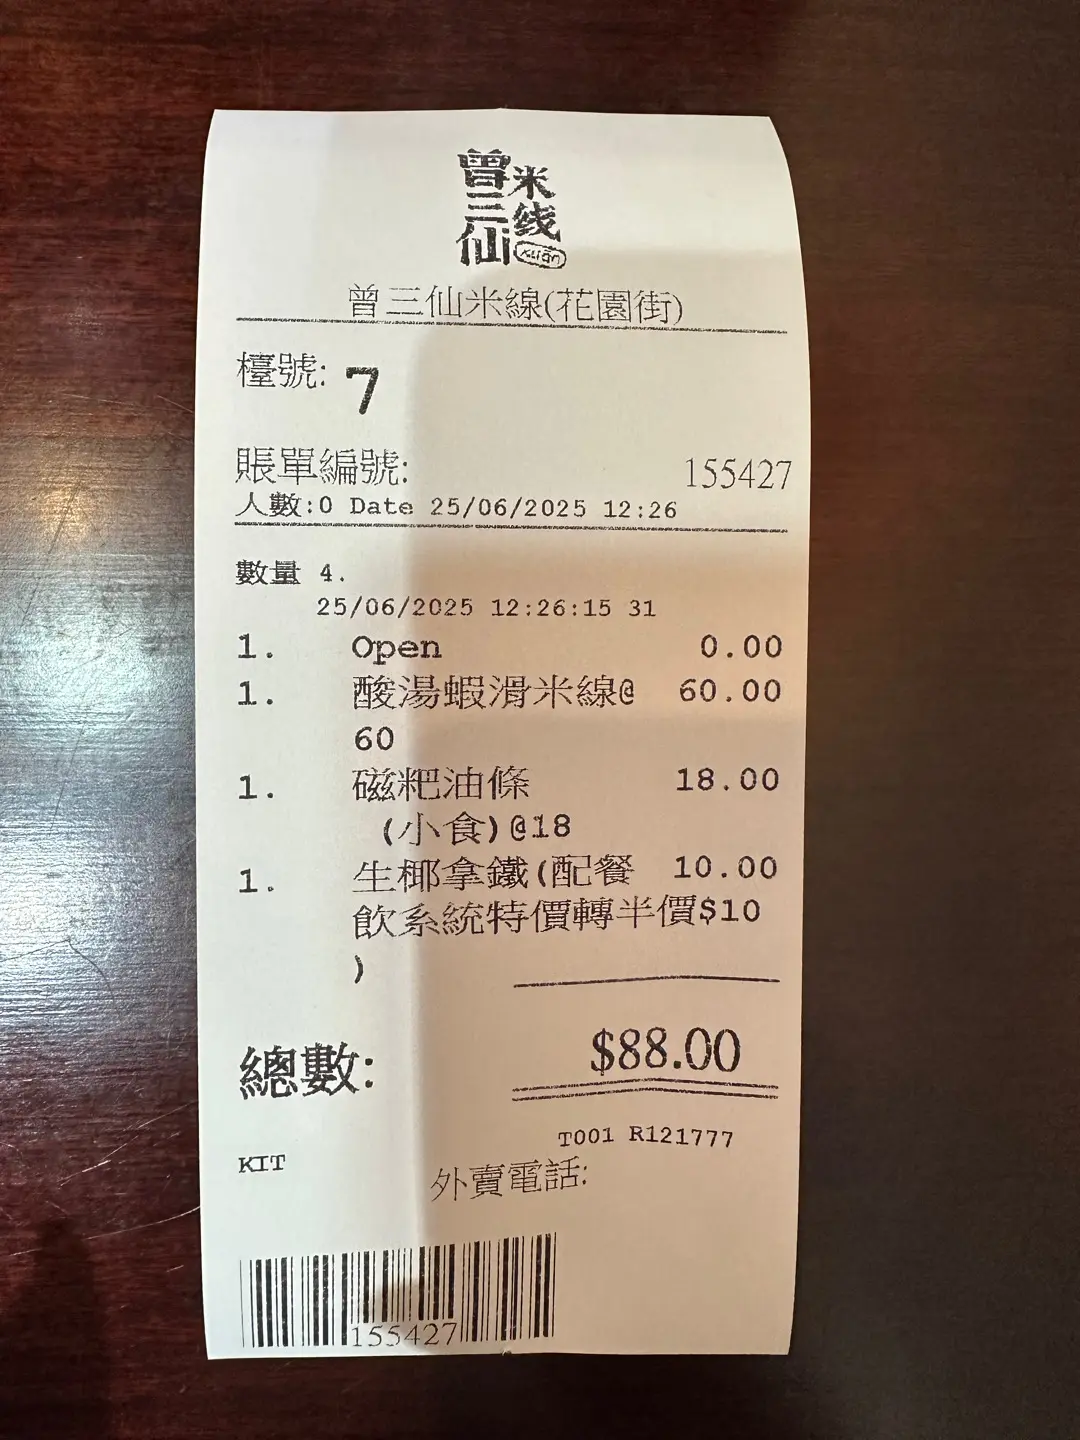 曾三仙
米线
xuān
曾三仙米線(花園街)
檯號: 7
賬單編號: 155427
人數:0 Date 25/06/2025 12:26
數量 4.
25/06/2025 12:26:15 31
1. Open 0.00
1. 酸湯蝦滑米線@ 60.00
60
1. 磁粑油條 18.00
(小食)@18
1. 生椰拿鐵(配餐 10.00
飲系統特價轉半價$10
)
總數: $88.00
T001 R121777
KIT
外賣電話:
155427